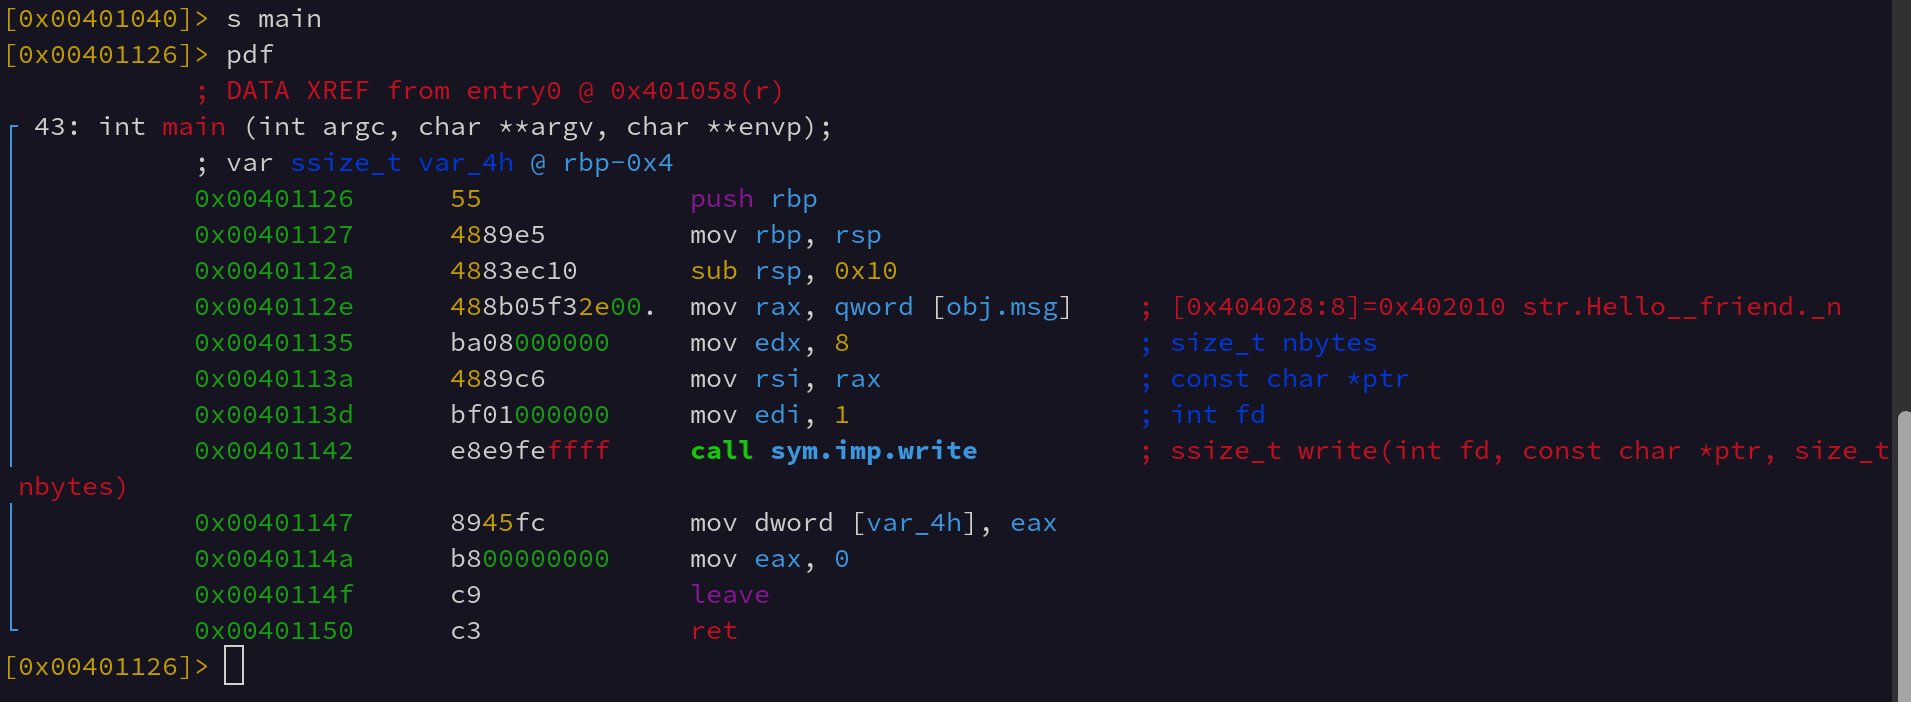 [0x00401040]> s main
[0x00401126]> pdf
; DATA XREF from entry0 @ 0x401058(r)
43: int main (int argc, char **argv, char **envp);
; var ssize_t var_4h @ rbp-0x4
0x00401126      55             push rbp
0x00401127      4889e5         mov rbp, rsp
0x0040112a      4883ec10       sub rsp, 0x10
0x0040112e      488b05f32e00.  mov rax, qword [obj.msg]    ; [0x404028:8]=0x402010 str.Hello__friend._n
0x00401135      ba08000000     mov edx, 8                  ; size_t nbytes
0x0040113a      4889c6         mov rsi, rax                ; const char *ptr
0x0040113d      bf01000000     mov edi, 1                  ; int fd
0x00401142      e8e9feffff     call sym.imp.write          ; ssize_t write(int fd, const char *ptr, size_t
nbytes)
0x00401147      8945fc         mov dword [var_4h], eax
0x0040114a      b800000000     mov eax, 0
0x0040114f      c9             leave
0x00401150      c3             ret
[0x00401126]>